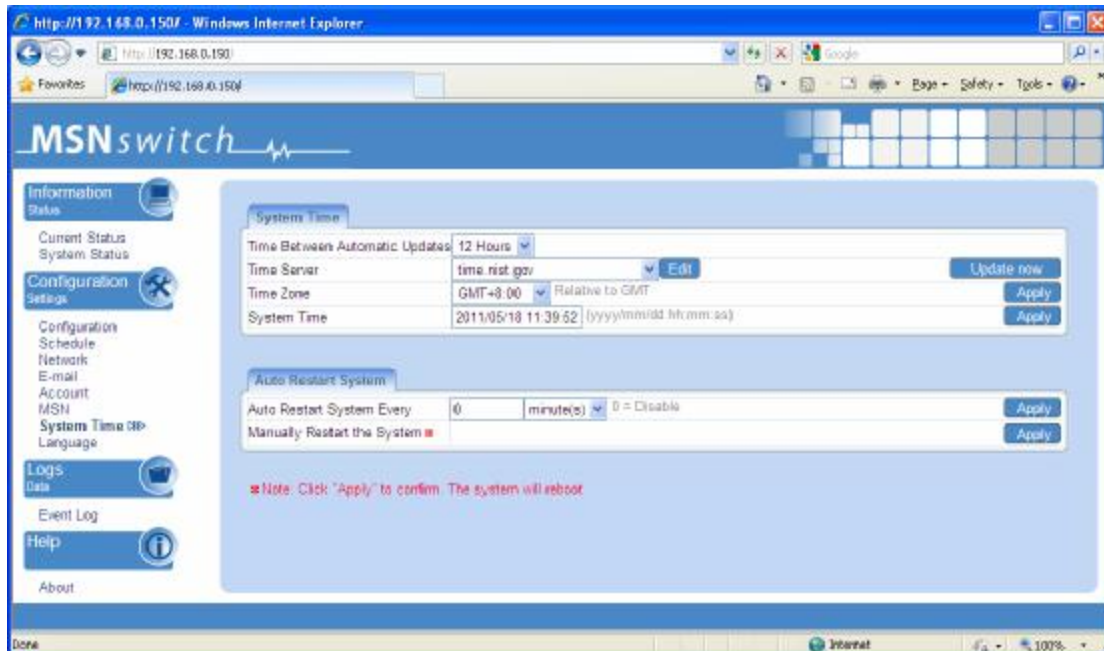 http://192.168.0.150/ - Windows Internet Explorer
http://192.168.0.150/
Google
Favorites http://192.168.0.150/
Page Safety Tools
MSNswitch
Information
Status
Current Status
System Status
Configuration
Settings
Configuration
Schedule
Network
E-mail
Account
MSN
System Time
Language
Logs
Data
Event Log
Help
About
System Time
Time Between Automatic Updates 12 Hours
Time Server time.nist.gov Edit Update now
Time Zone GMT+8:00 Relative to GMT Apply
System Time 2011/05/18 11:39:52 (yyyy/mm/dd hh:mm:ss) Apply
Auto Restart System
Auto Restart System Every 0 minute(s) 0 = Disable Apply
Manually Restart the System ※ Apply
※Note: Click "Apply" to confirm. The system will reboot
Done Internet 100%